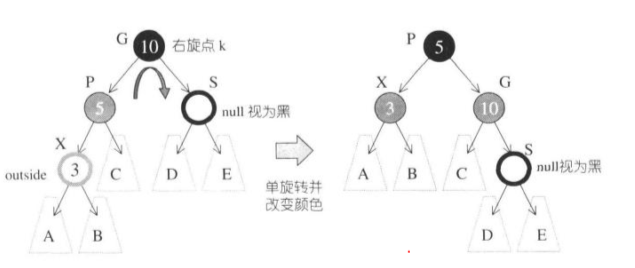 G 10 右旋点 k
P 5
S
null 视为黑
X
outside 3
C D E
A B
单旋转并
改变颜色
P 5
X 3
G 10
S
null视为黑
A B C
D E